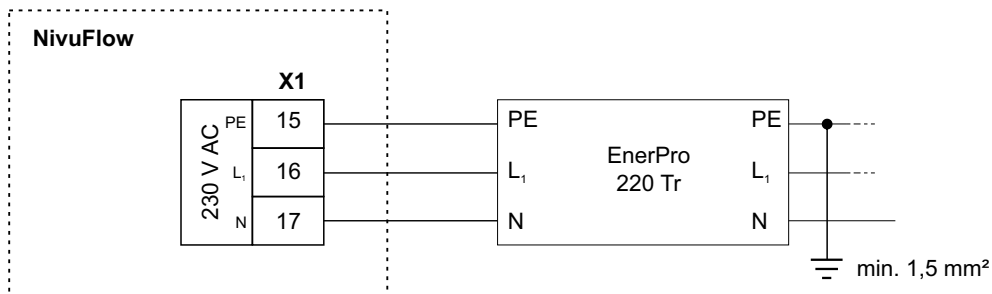 NivuFlow
X1
230 V AC
PE 15
L₁ 16
N 17
PE
L₁
N
EnerPro
220 Tr
PE
L₁
N
min. 1,5 mm²